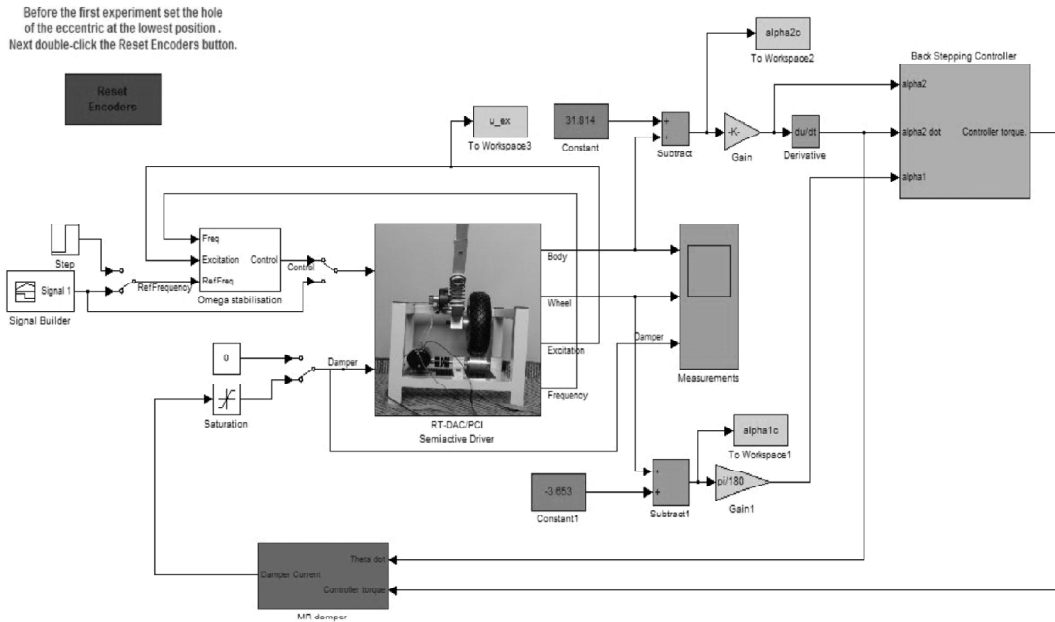 Before the first experiment set the hole
of the eccentric at the lowest position .
Next double-click the Reset Encoders button.
Reset
Encoders
u_ex
To Workspace3
31.814
Constant
Subtract
alpha2c
To Workspace2
-K-
Gain
du/dt
Derivative
Back Stepping Controller
alpha2
alpha2 dot
alpha1
Controller torque.
Step
Signal 1
Signal Builder
RefFrequency
Freq
Excitation
RefFreq
Control
Omega stabilisation
Control
0
Saturation
Damper
RT-DAC/PCI
Semiactive Driver
Body
Wheel
Excitation
Frequency
Damper
Measurements
alpha1c
To Workspace1
-3.653
Constant1
Subtract1
pi/180
Gain1
Damper Current
Theta dot
Controller torque
MR damper